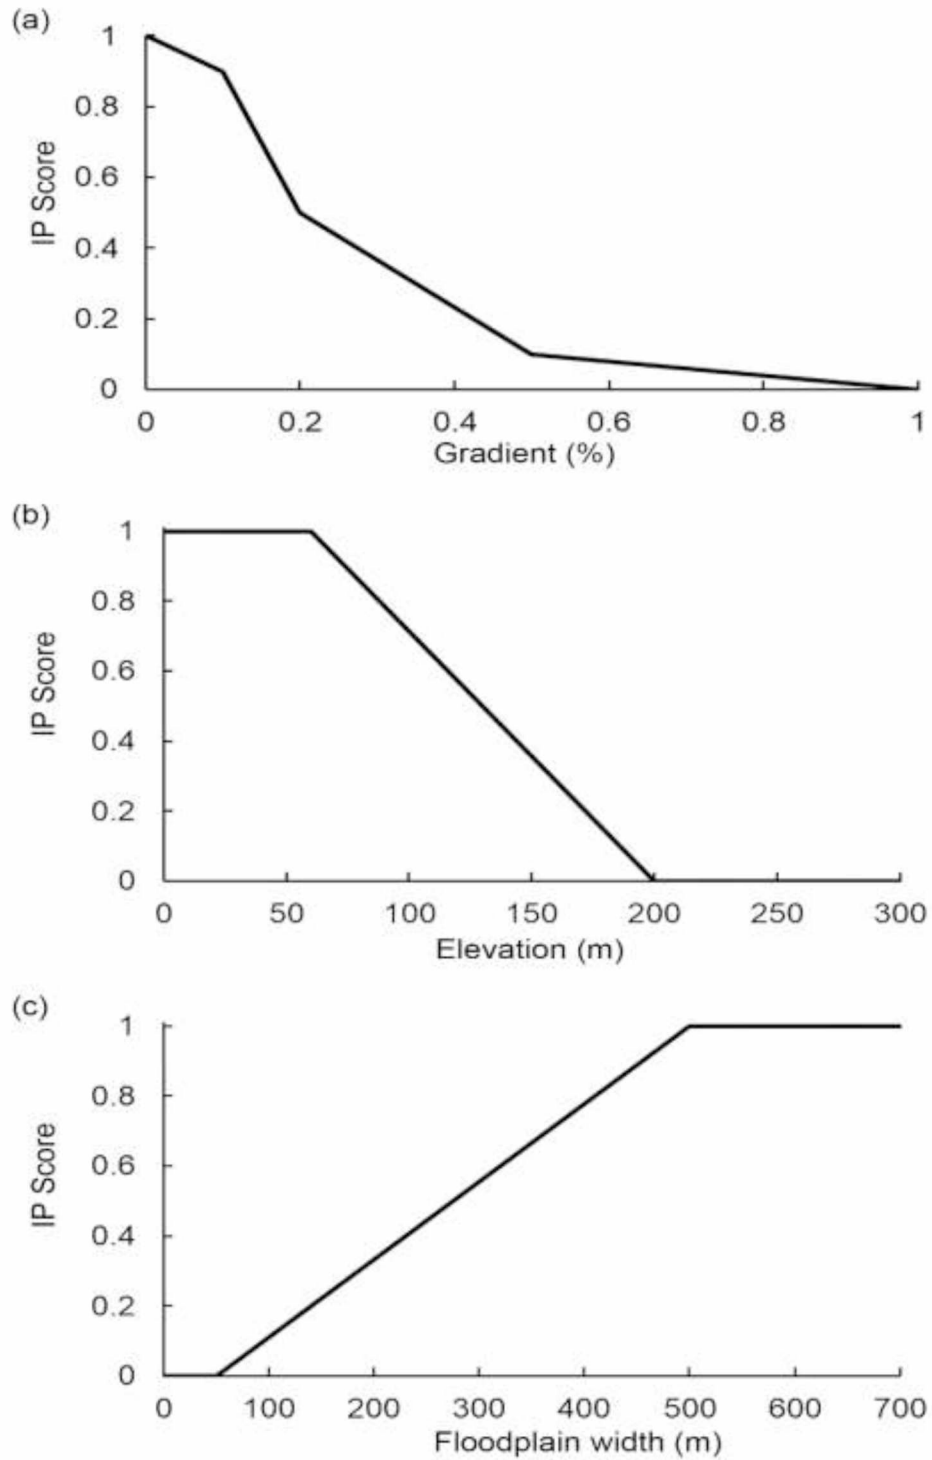 (a)
IP Score
1
0.8
0.6
0.4
0.2
0
0 0.2 0.4 0.6 0.8 1
Gradient (%)
(b)
IP Score
1
0.8
0.6
0.4
0.2
0
0 50 100 150 200 250 300
Elevation (m)
(c)
IP Score
1
0.8
0.6
0.4
0.2
0
0 100 200 300 400 500 600 700
Floodplain width (m)